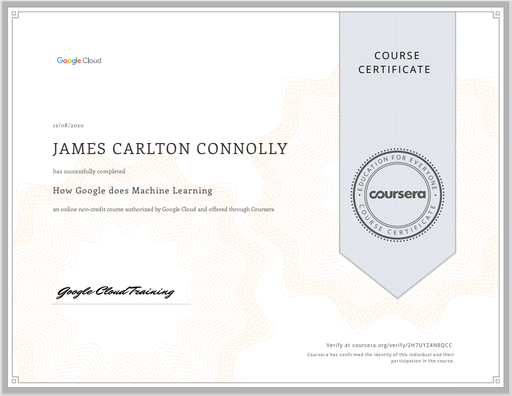 Google Cloud
COURSE
CERTIFICATE
12/08/2020
JAMES CARLTON CONNOLLY
has successfully completed
How Google does Machine Learning
an online non-credit course authorized by Google Cloud and offered through Coursera
EDUCATION FOR EVERYONE
coursera
COURSE CERTIFICATE
Google Cloud Training
Verify at coursera.org/verify/2H7UYZ4N8QCC
Coursera has confirmed the identity of this individual and their
participation in the course.